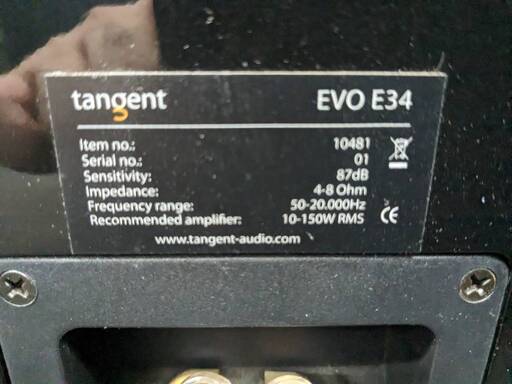 tangent EVO E34
Item no.: 10481
Serial no.: 01
Sensitivity: 87dB
Impedance: 4-8 Ohm
Frequency range: 50-20.000Hz
Recommended amplifier: 10-150W RMS CE
www.tangent-audio.com